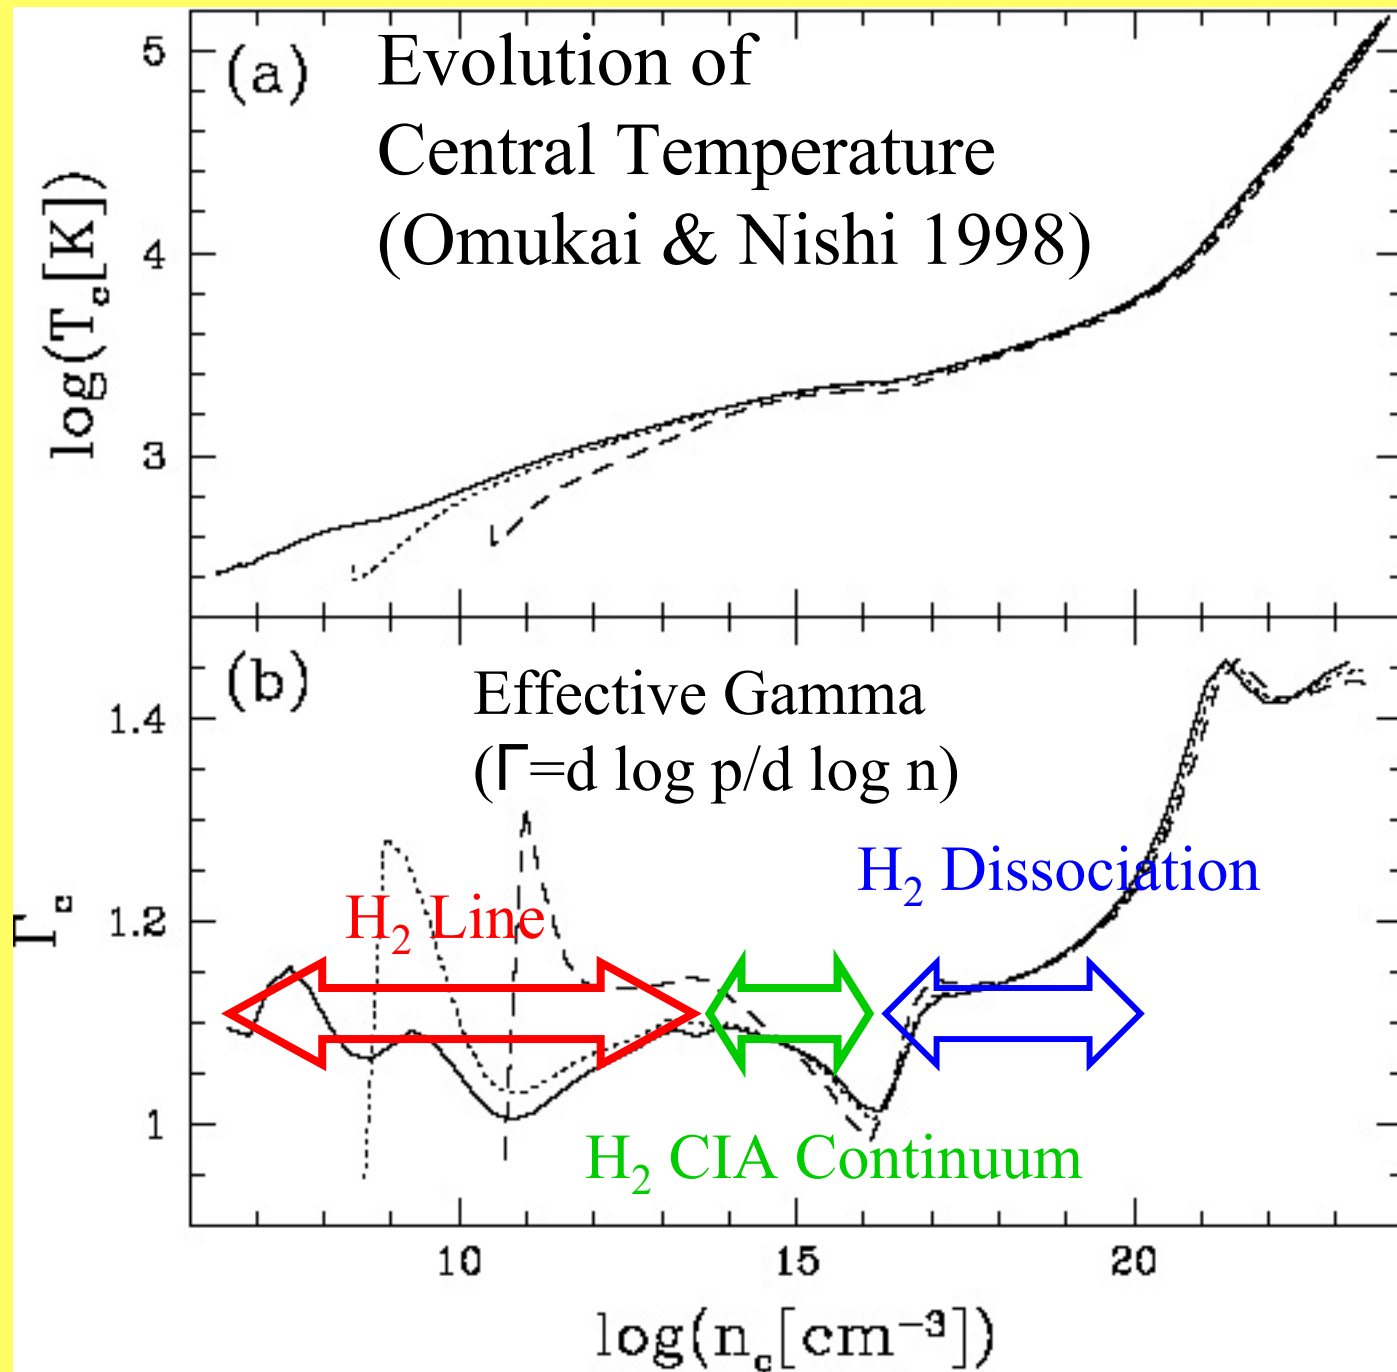 (a)
Evolution of
Central Temperature
(Omukai & Nishi 1998)
5
4
3
log(T_c[K])
(b)
Effective Gamma
(Γ=d log p/d log n)
1.4
1.2
1
Γ_c
H₂ Line
H₂ Dissociation
H₂ CIA Continuum
10 15 20
log(n_c[cm⁻³])